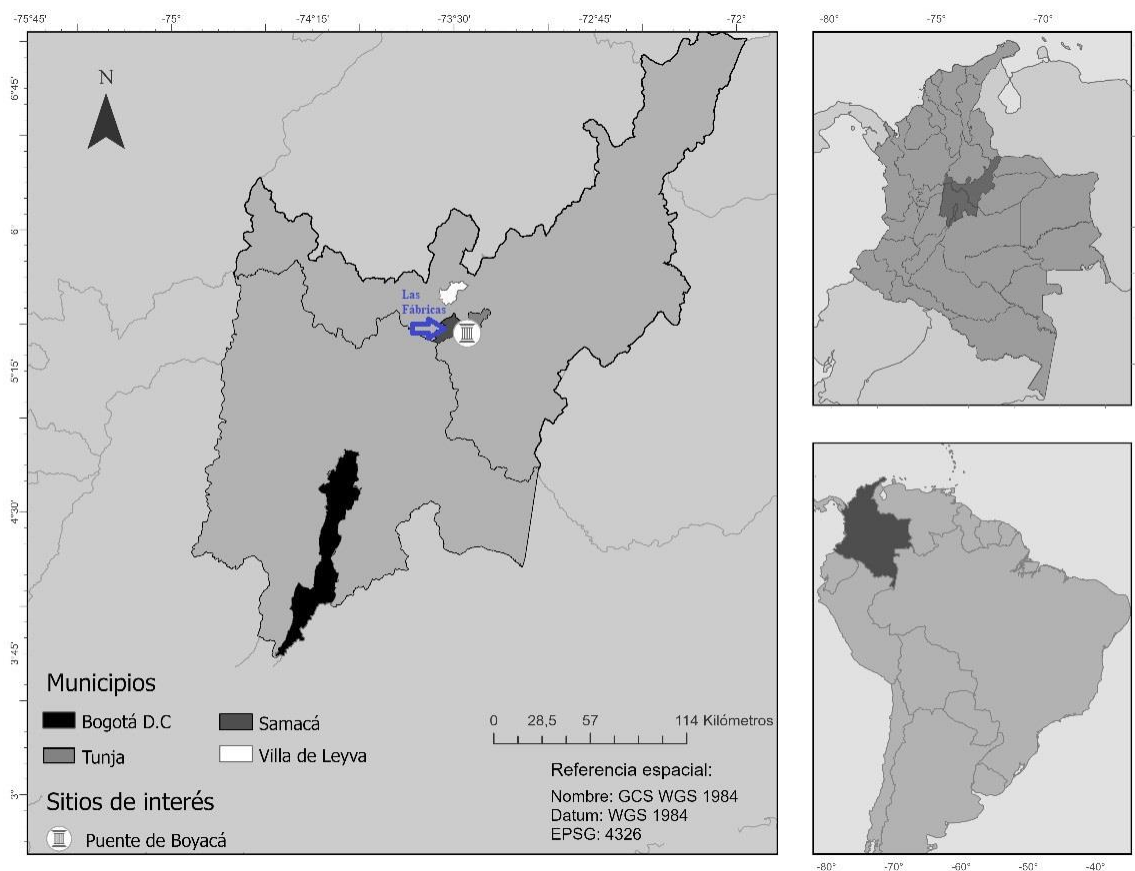 -75°45'
-75°
-74°15'
-73°30'
-72°45'
-72°
6°45'
6°
5°15'
4°30'
3°45'
3°
N
Las
Fábricas
Municipios
Bogotá D.C
Samacá
Tunja
Villa de Leyva
Sitios de interés
Puente de Boyacá
0 28,5 57 114 Kilómetros
Referencia espacial:
Nombre: GCS WGS 1984
Datum: WGS 1984
EPSG: 4326
-80° -75° -70°
-80° -70° -60° -50° -40°